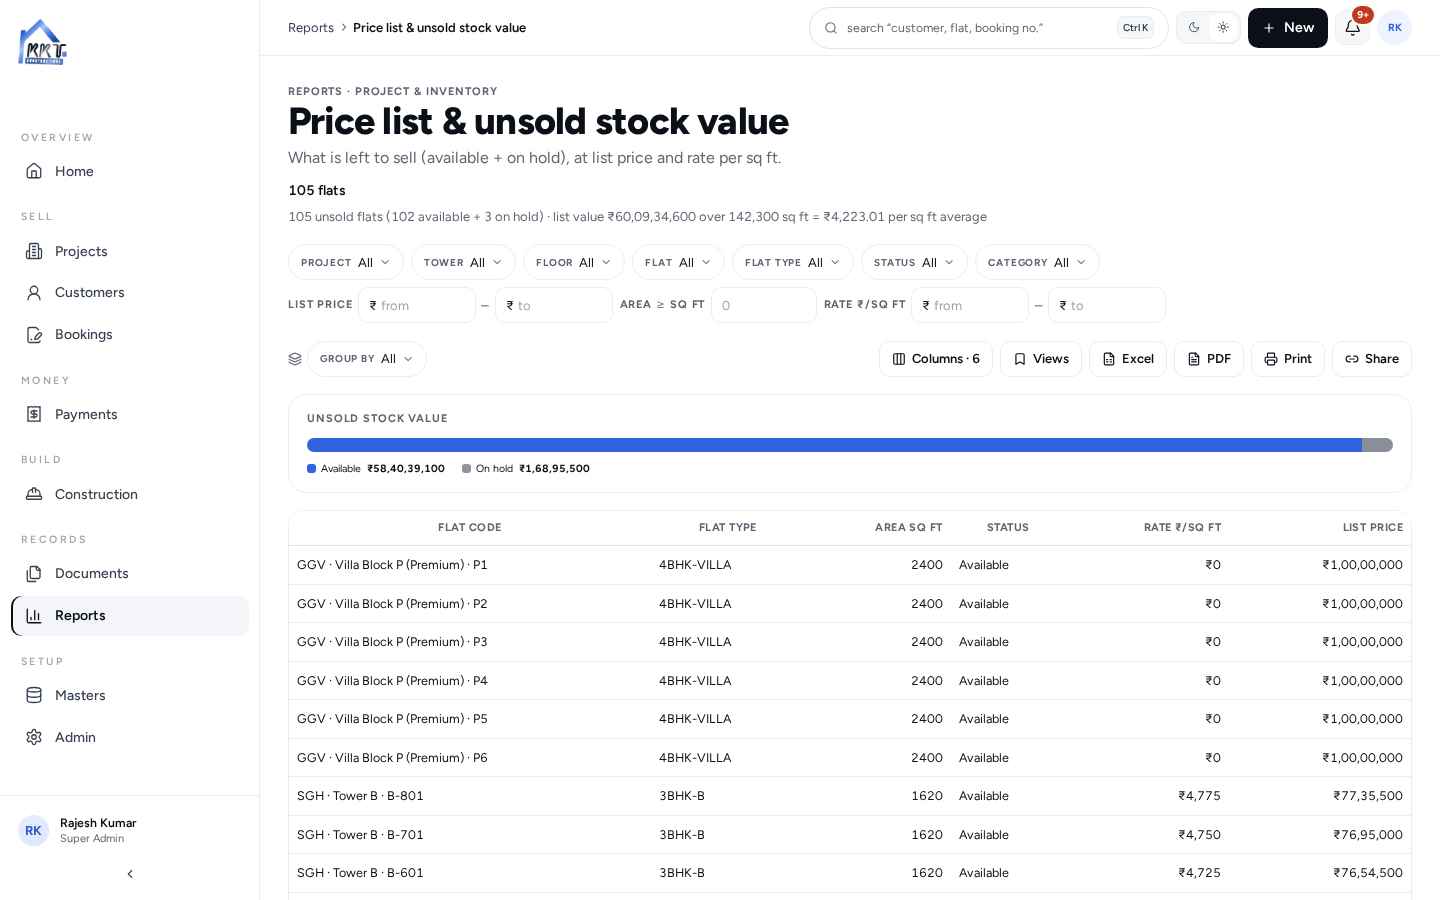 RKT
CONSTRUCTIONS
Reports > Price list & unsold stock value
search “customer, flat, booking no.”
Ctrl K
+ New
9+
RK
OVERVIEW
Home
SELL
Projects
Customers
Bookings
MONEY
Payments
BUILD
Construction
RECORDS
Documents
Reports
SETUP
Masters
Admin
RK
Rajesh Kumar
Super Admin
REPORTS · PROJECT & INVENTORY
Price list & unsold stock value
What is left to sell (available + on hold), at list price and rate per sq ft.
105 flats
105 unsold flats (102 available + 3 on hold) · list value ₹60,09,34,600 over 142,300 sq ft = ₹4,223.01 per sq ft average
PROJECT All TOWER All FLOOR All FLAT All FLAT TYPE All STATUS All CATEGORY All
LIST PRICE ₹ from – ₹ to AREA ≥ SQ FT 0 RATE ₹/SQ FT ₹ from – ₹ to
GROUP BY All
Columns · 6 Views Excel PDF Print Share
UNSOLD STOCK VALUE
Available ₹58,40,39,100 On hold ₹1,68,95,500
FLAT CODE FLAT TYPE AREA SQ FT STATUS RATE ₹/SQ FT LIST PRICE
GGV · Villa Block P (Premium) · P1 4BHK-VILLA 2400 Available ₹0 ₹1,00,00,000
GGV · Villa Block P (Premium) · P2 4BHK-VILLA 2400 Available ₹0 ₹1,00,00,000
GGV · Villa Block P (Premium) · P3 4BHK-VILLA 2400 Available ₹0 ₹1,00,00,000
GGV · Villa Block P (Premium) · P4 4BHK-VILLA 2400 Available ₹0 ₹1,00,00,000
GGV · Villa Block P (Premium) · P5 4BHK-VILLA 2400 Available ₹0 ₹1,00,00,000
GGV · Villa Block P (Premium) · P6 4BHK-VILLA 2400 Available ₹0 ₹1,00,00,000
SGH · Tower B · B-801 3BHK-B 1620 Available ₹4,775 ₹77,35,500
SGH · Tower B · B-701 3BHK-B 1620 Available ₹4,750 ₹76,95,000
SGH · Tower B · B-601 3BHK-B 1620 Available ₹4,725 ₹76,54,500